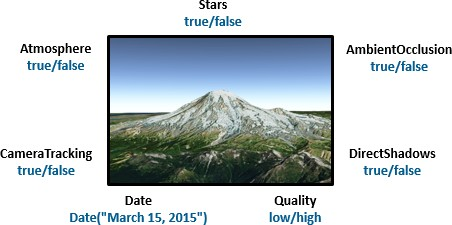 Stars
true/false
Atmosphere
true/false
AmbientOcclusion
true/false
CameraTracking
true/false
DirectShadows
true/false
Date
Date("March 15, 2015")
Quality
low/high